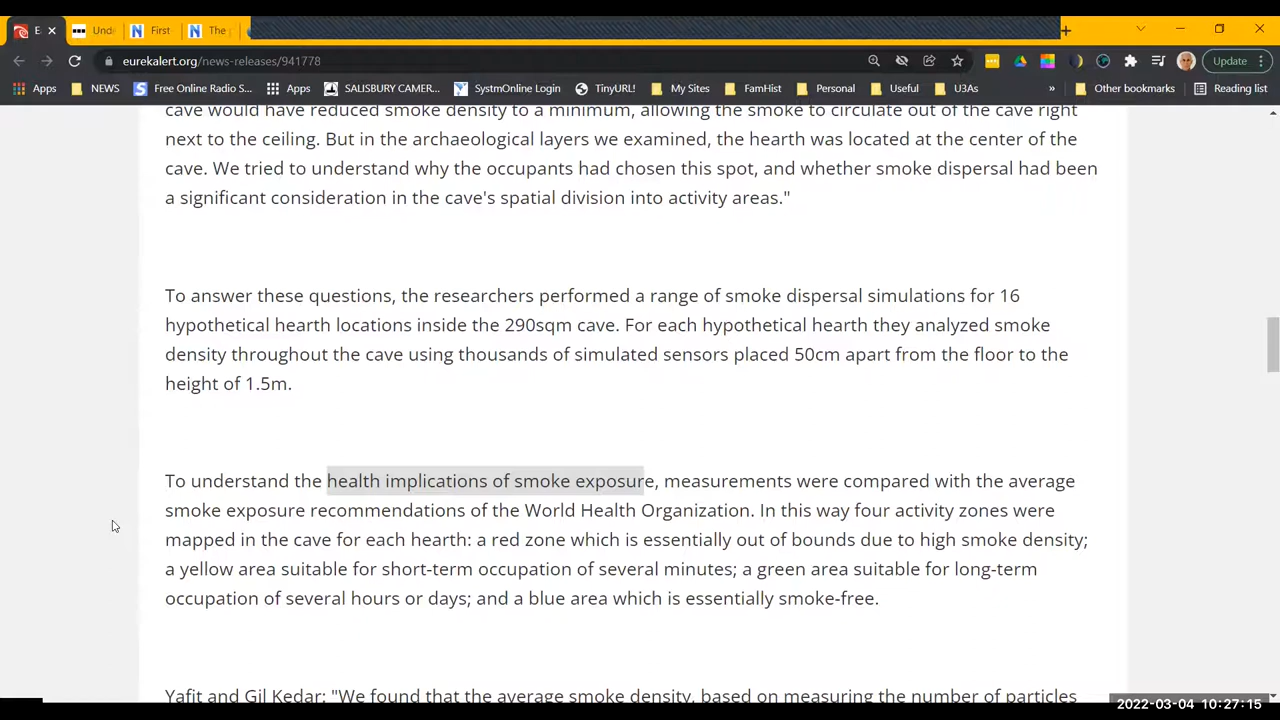 E
Und
First
The
eurekalert.org/news-releases/941778
Update
Apps
NEWS
Free Online Radio S...
Apps
SALISBURY CAMER...
SystmOnline Login
TinyURL!
My Sites
FamHist
Personal
Useful
U3As
»
Other bookmarks
Reading list
cave would have reduced smoke density to a minimum, allowing the smoke to circulate out of the cave right
next to the ceiling. But in the archaeological layers we examined, the hearth was located at the center of the
cave. We tried to understand why the occupants had chosen this spot, and whether smoke dispersal had been
a significant consideration in the cave's spatial division into activity areas."
To answer these questions, the researchers performed a range of smoke dispersal simulations for 16
hypothetical hearth locations inside the 290sqm cave. For each hypothetical hearth they analyzed smoke
density throughout the cave using thousands of simulated sensors placed 50cm apart from the floor to the
height of 1.5m.
To understand the health implications of smoke exposure, measurements were compared with the average
smoke exposure recommendations of the World Health Organization. In this way four activity zones were
mapped in the cave for each hearth: a red zone which is essentially out of bounds due to high smoke density;
a yellow area suitable for short-term occupation of several minutes; a green area suitable for long-term
occupation of several hours or days; and a blue area which is essentially smoke-free.
Yafit and Gil Kedar: "We found that the average smoke density, based on measuring the number of particles
2022-03-04 10:27:15